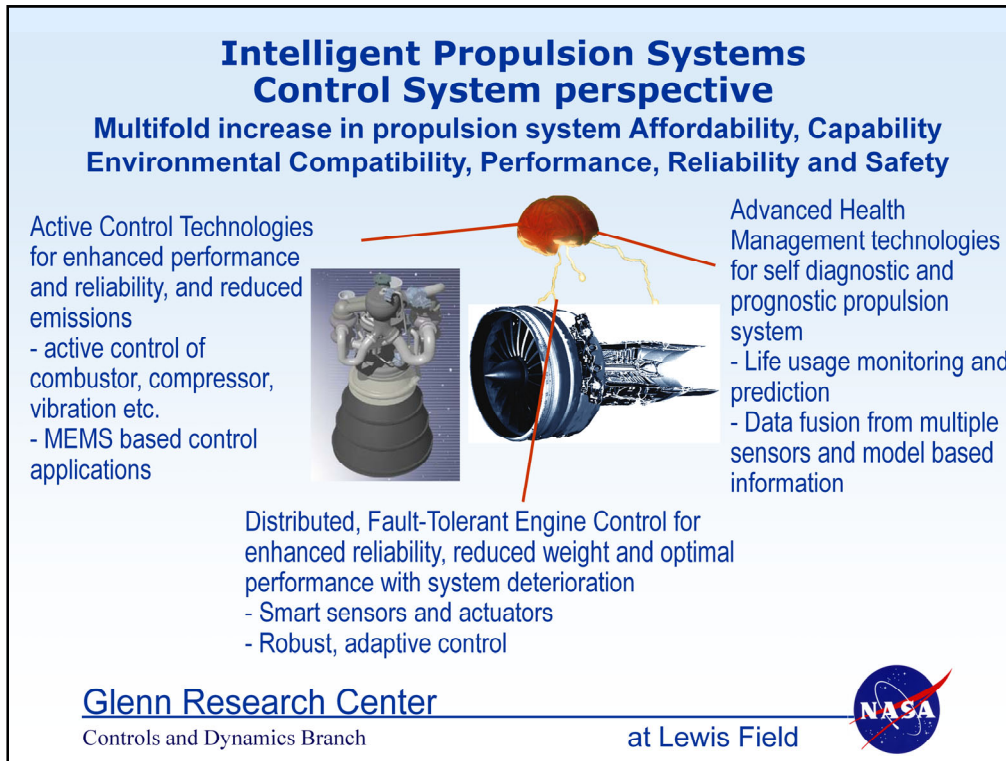 Intelligent Propulsion Systems
Control System perspective
Multifold increase in propulsion system Affordability, Capability
Environmental Compatibility, Performance, Reliability and Safety
Active Control Technologies
for enhanced performance
and reliability, and reduced
emissions
- active control of
combustor, compressor,
vibration etc.
- MEMS based control
applications
Advanced Health
Management technologies
for self diagnostic and
prognostic propulsion
system
- Life usage monitoring and
prediction
- Data fusion from multiple
sensors and model based
information
Distributed, Fault-Tolerant Engine Control for
enhanced reliability, reduced weight and optimal
performance with system deterioration
- Smart sensors and actuators
- Robust, adaptive control
Glenn Research Center
Controls and Dynamics Branch
at Lewis Field
NASA